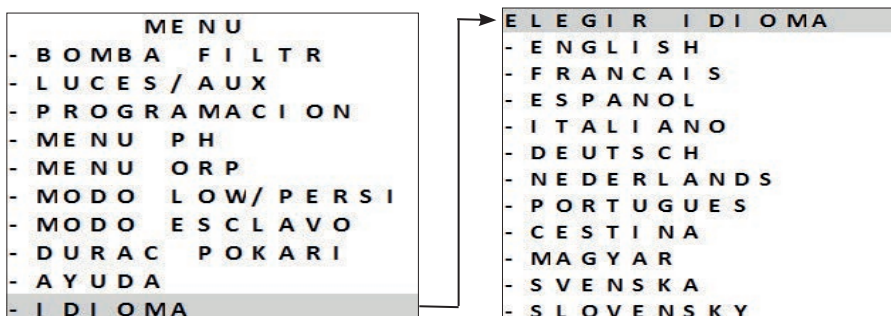 MENU
- BOMBA FILTR
- LUCES/AUX
- PROGRAMACION
- MENU PH
- MENU ORP
- MODO LOW/PERSI
- MODO ESCLAVO
- DURAC POKARI
- AYUDA
- IDIOMA
ELEGIR IDIOMA
- ENGLISH
- FRANCAIS
- ESPANOL
- ITALIANO
- DEUTSCH
- NEDERLANDS
- PORTUGUES
- CESTINA
- MAGYAR
- SVENSKA
- SLOVENSKY